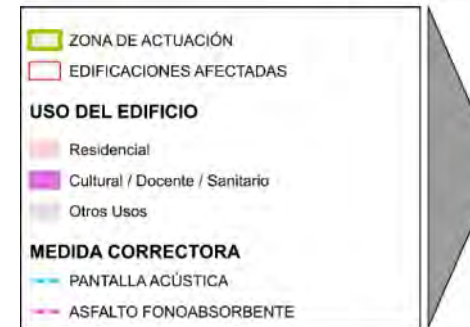 ZONA DE ACTUACIÓN
EDIFICACIONES AFECTADAS
USO DEL EDIFICIO
Residencial
Cultural / Docente / Sanitario
Otros Usos
MEDIDA CORRECTORA
PANTALLA ACÚSTICA
ASFALTO FONOABSORBENTE